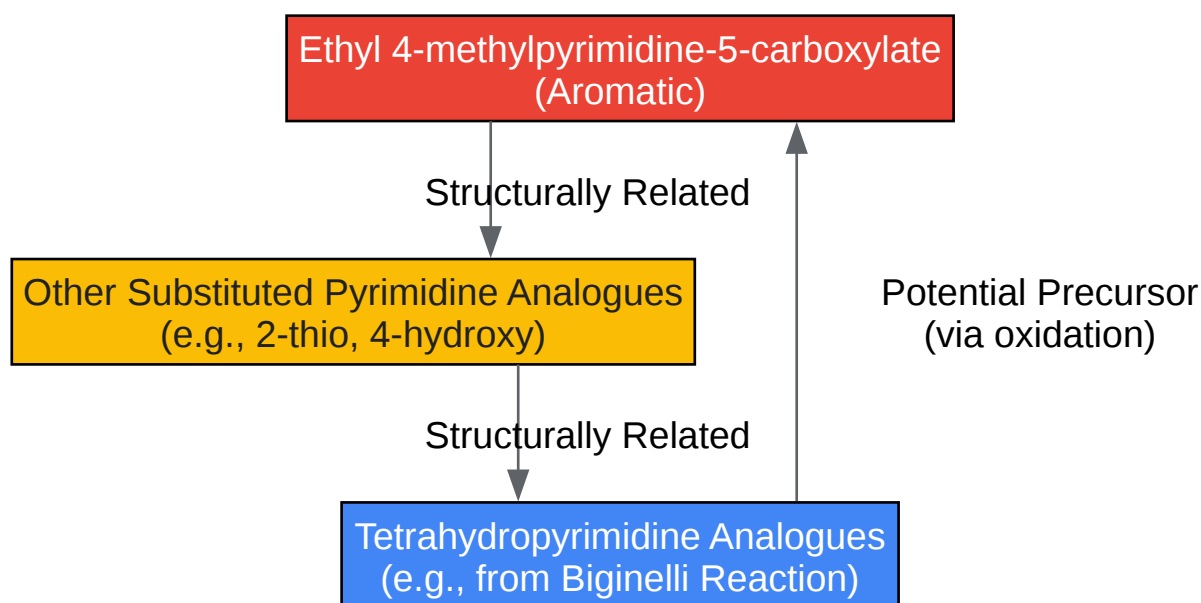 Ethyl 4-methylpyrimidine-5-carboxylate
(Aromatic)
Structurally Related
Other Substituted Pyrimidine Analogues
(e.g., 2-thio, 4-hydroxy)
Potential Precursor
(via oxidation)
Structurally Related
Tetrahydropyrimidine Analogues
(e.g., from Biginelli Reaction)